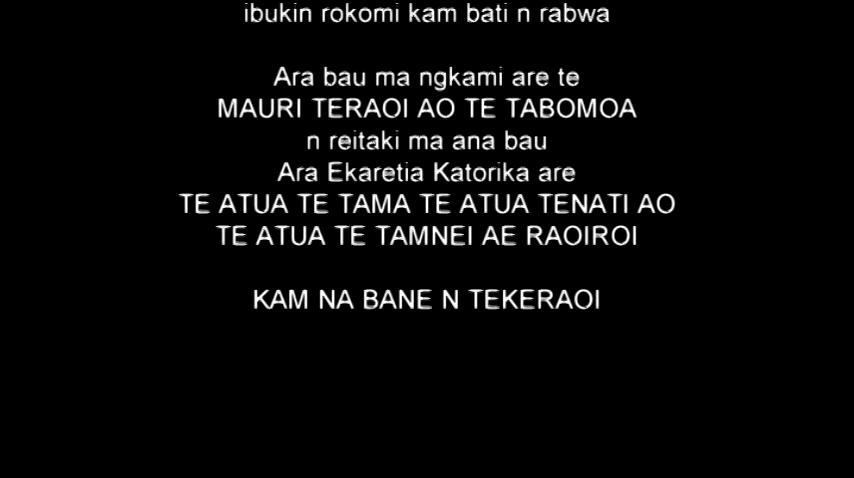 ibukin rokomi kam bati n rabwa
Ara bau ma ngkami are te
MAURI TERAOI AO TE TABOMOA
n reitaki ma ana bau
Ara Ekaretia Katorika are
TE ATUA TE TAMA TE ATUA TENATI AO
TE ATUA TE TAMNEI AE RAOIROI
KAM NA BANE N TEKERAOI